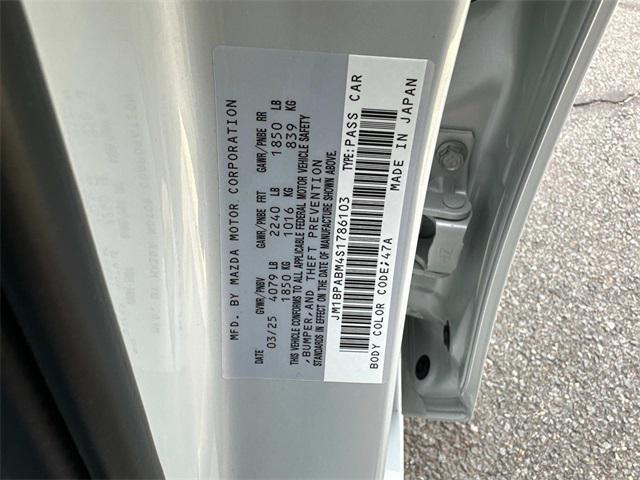 MFD. BY MAZDA MOTOR CORPORATION
DATE GVWR/NBV GAWR/PNBE FRT GAWR/PNBE RR
03/25 4079 LB 2240 LB 1850 LB
1850 KG 1016 KG 839 KG
THIS VEHICLE CONFORMS TO ALL APPLICABLE FEDERAL MOTOR VEHICLE SAFETY
,BUMPER,AND THEFT PREVENTION
STANDARDS IN EFFECT ON THE DATE OF MANUFACTURE SHOWN ABOVE.
JM1BPABM4S1786103 TYPE:PASS CAR
BODY COLOR CODE;47A MADE IN JAPAN